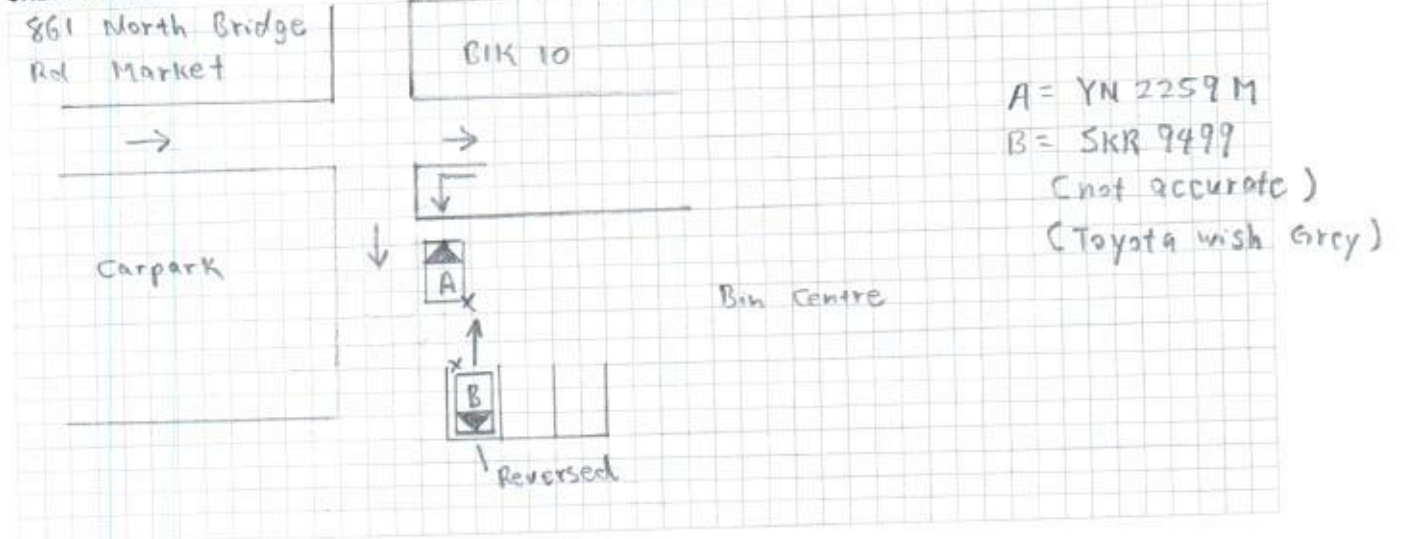 861 North Bridge
Rd Market
Blk 10
A = YN 2259 M
B = SKR 9499
(not accurate)
(Toyota wish Grey)
Carpark
A
Bin Centre
B
Reversed